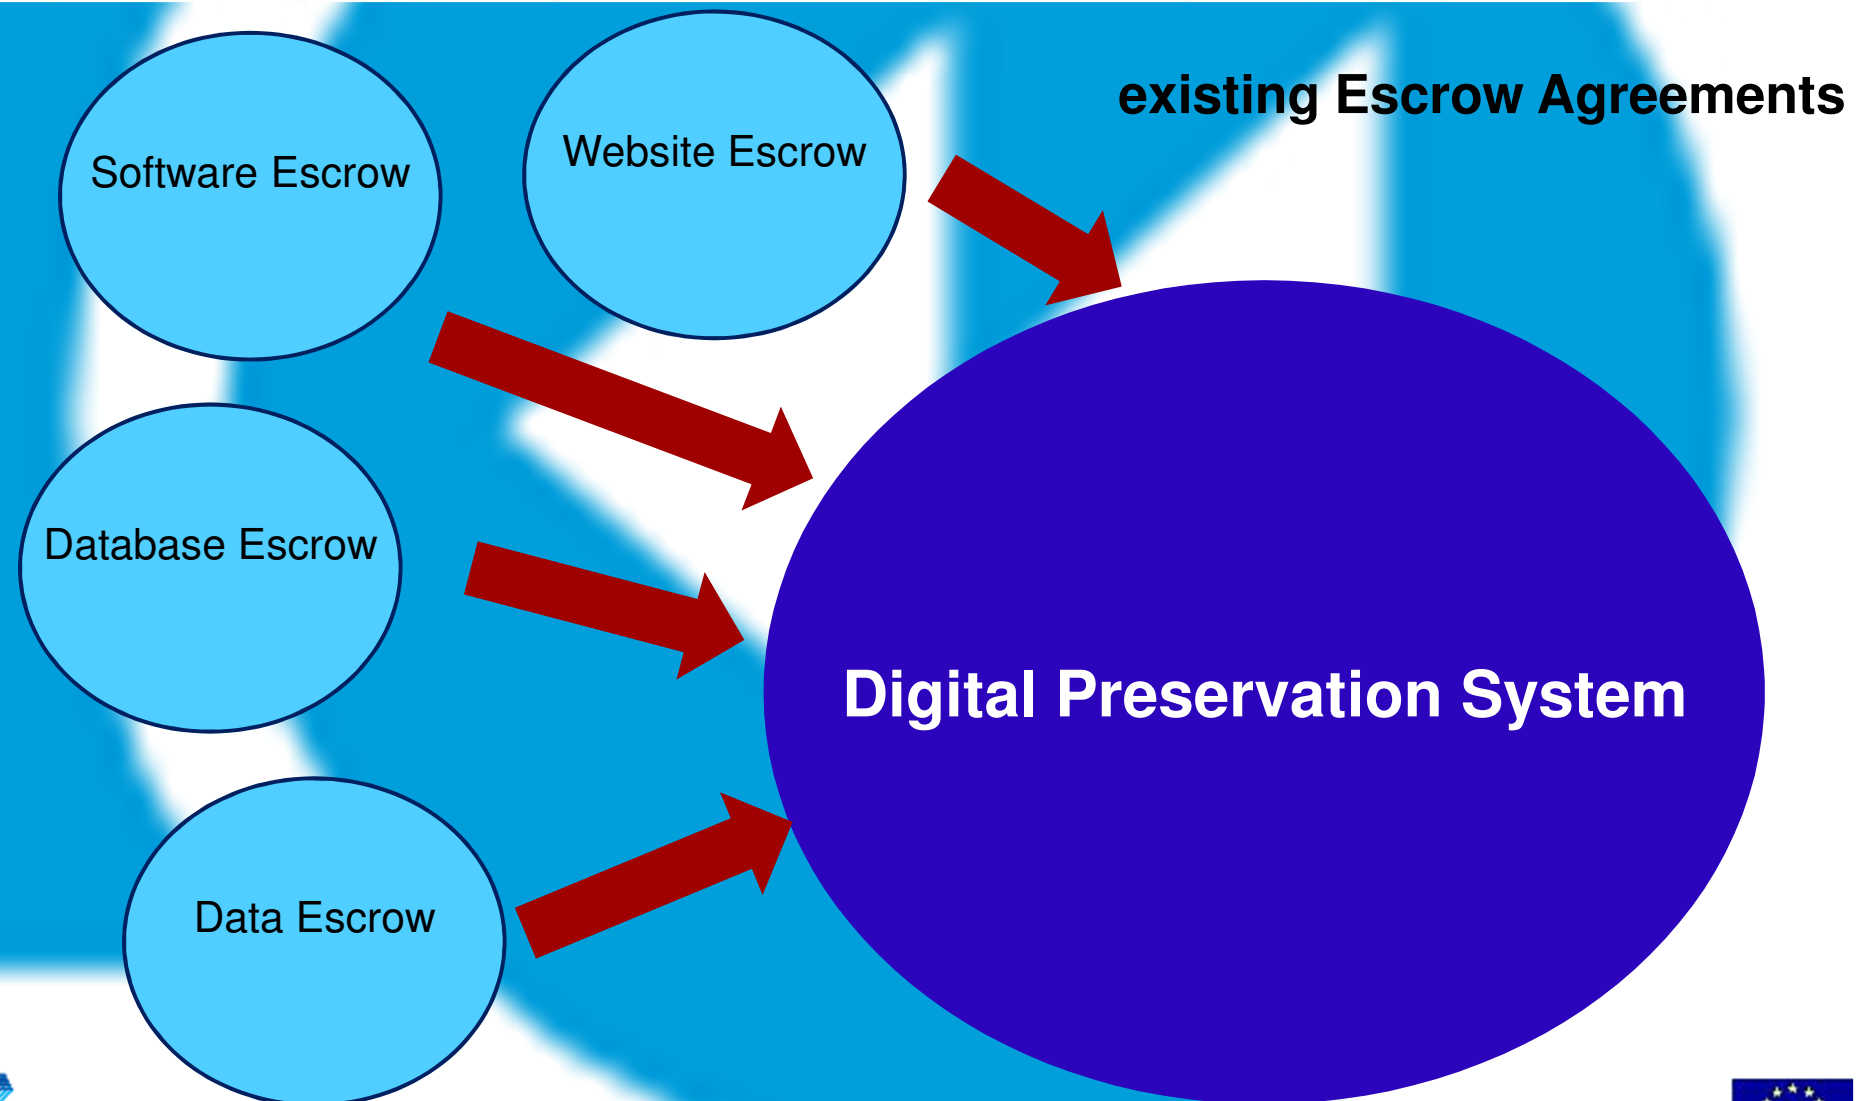 existing Escrow Agreements
Software Escrow
Website Escrow
Database Escrow
Data Escrow
Digital Preservation System